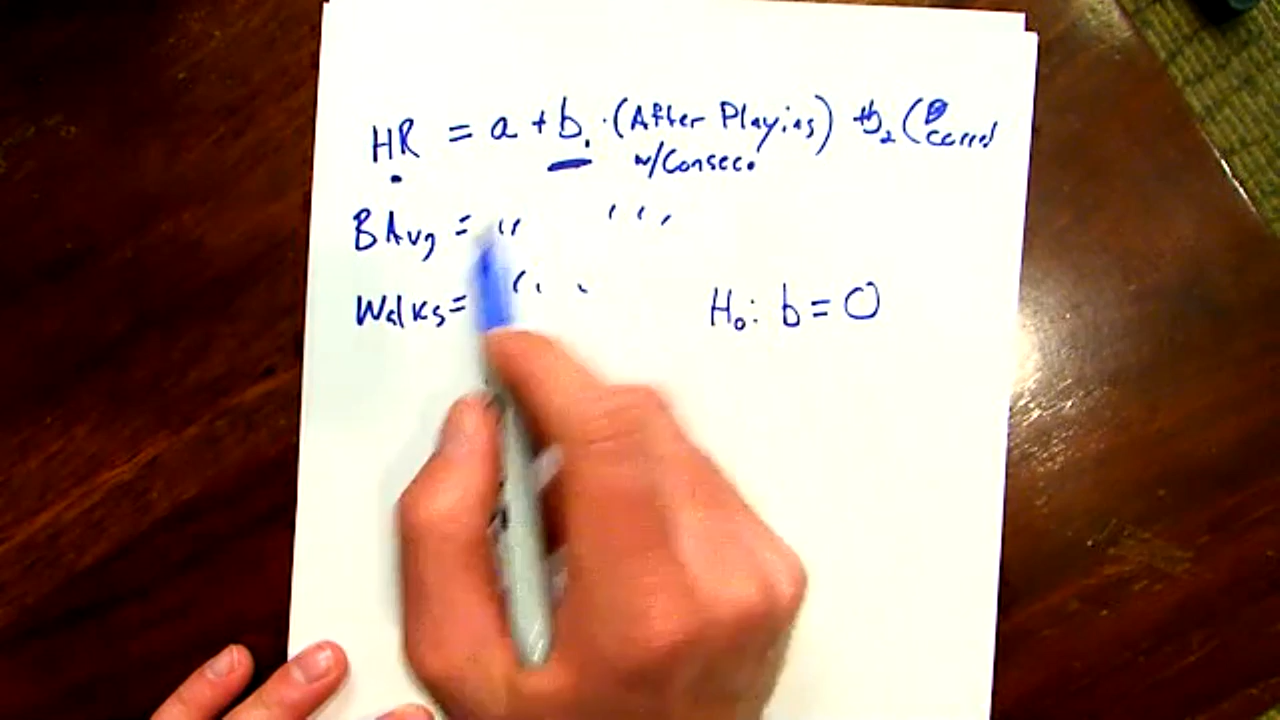 HR = a + b₁ · (After Playing) + b₂ (
w/Conseco
BAvg = " " ,
Walks = " "
H₀: b = 0